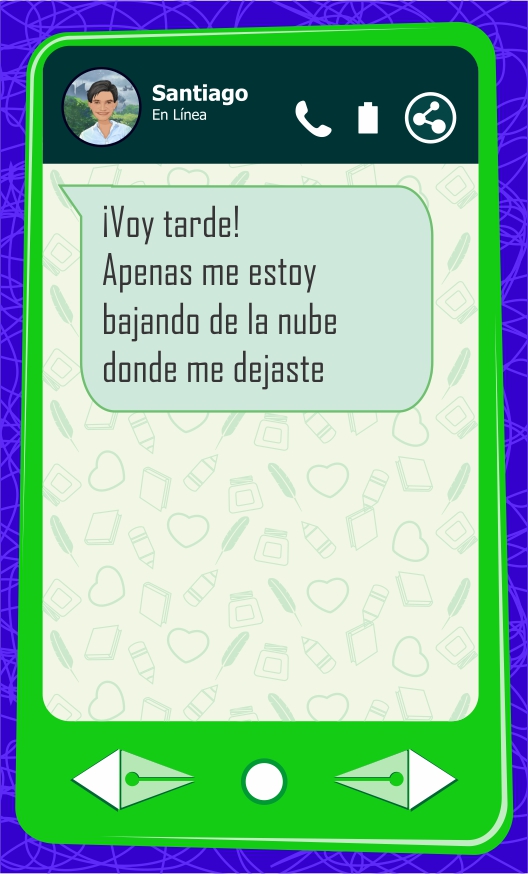 Santiago
En Línea
¡Voy tarde!
Apenas me estoy
bajando de la nube
donde me dejaste